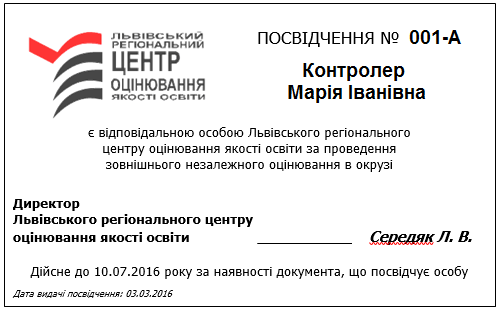 ЛЬВІВСЬКИЙ
РЕГІОНАЛЬНИЙ
ЦЕНТР
ОЦІНЮВАННЯ
ЯКОСТІ ОСВІТИ
ПОСВІДЧЕННЯ № 001-А
Контролер
Марія Іванівна
є відповідальною особою Львівського регіонального
центру оцінювання якості освіти за проведення
зовнішнього незалежного оцінювання в окрузі
Директор
Львівського регіонального центру
оцінювання якості освіти ____________ Середяк Л. В.
Дійсне до 10.07.2016 року за наявності документа, що посвідчує особу
Дата видачі посвідчення: 03.03.2016